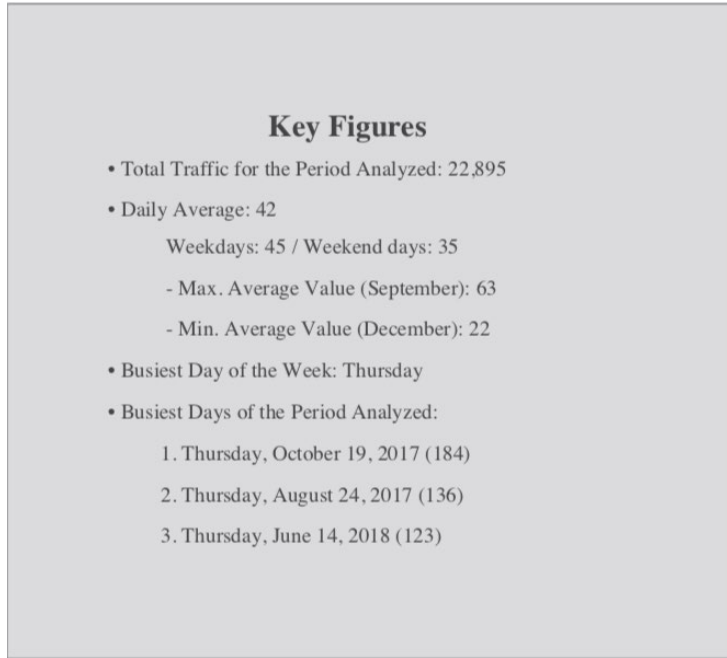 Key Figures
• Total Traffic for the Period Analyzed: 22,895
• Daily Average: 42
Weekdays: 45 / Weekend days: 35
- Max. Average Value (September): 63
- Min. Average Value (December): 22
• Busiest Day of the Week: Thursday
• Busiest Days of the Period Analyzed:
1. Thursday, October 19, 2017 (184)
2. Thursday, August 24, 2017 (136)
3. Thursday, June 14, 2018 (123)